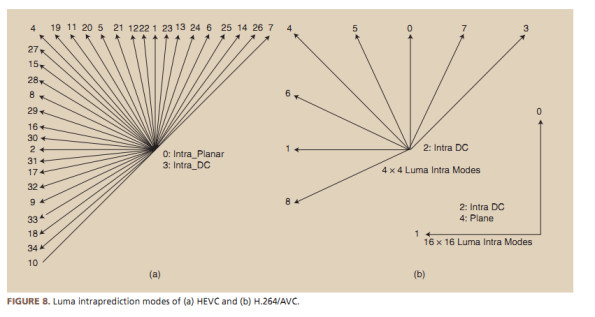 4 19 11 20 5 21 12 22 1 23 13 24 6 25 14 26 7
27
15
28
8
29
16
30
2
31
17
32
9
33
18
34
10
0: Intra_Planar
3: Intra_DC
(a)
4 5 0 7 3
6
1
8
2: Intra DC
4 × 4 Luma Intra Modes
0
2: Intra DC
4: Plane
1
16 × 16 Luma Intra Modes
(b)
FIGURE 8. Luma intraprediction modes of (a) HEVC and (b) H.264/AVC.